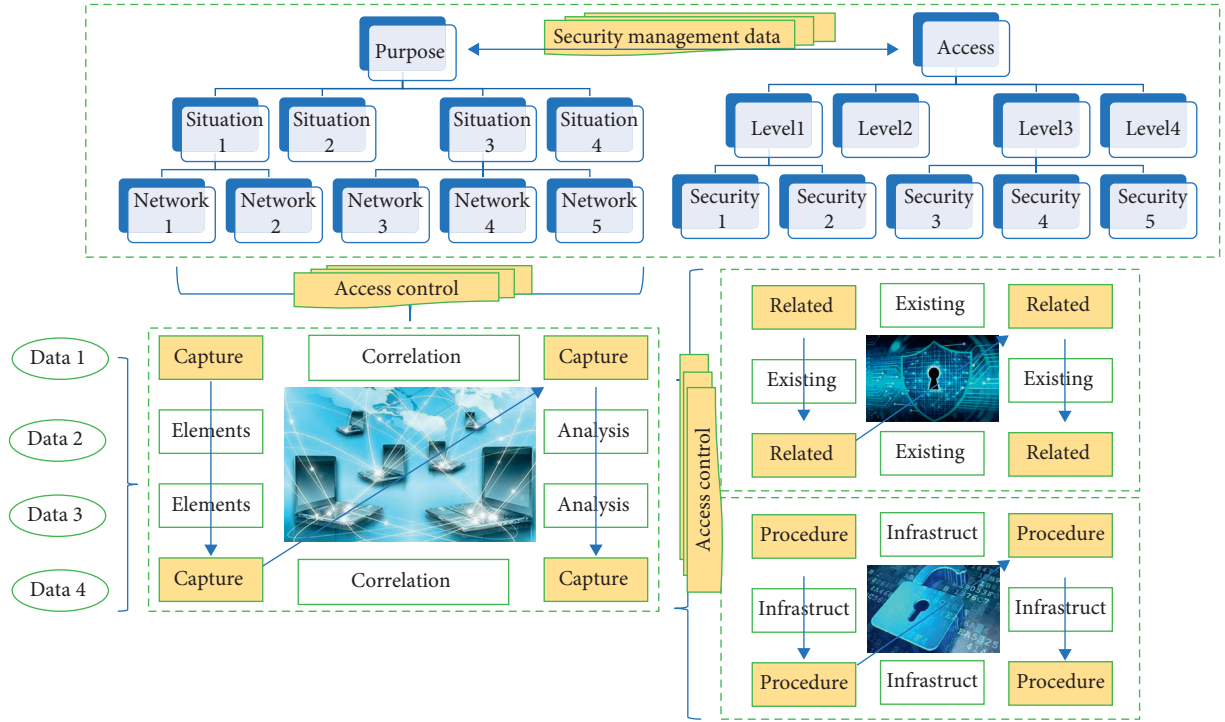 Security management data
Purpose
Access
Situation
1
Situation
2
Situation
3
Situation
4
Level1
Level2
Level3
Level4
Network
1
Network
2
Network
3
Network
4
Network
5
Security
1
Security
2
Security
3
Security
4
Security
5
Access control
Data 1
Data 2
Data 3
Data 4
Capture
Correlation
Capture
Elements
Analysis
Elements
Analysis
Capture
Correlation
Capture
Access control
Related
Existing
Related
Existing
Existing
Related
Existing
Related
Procedure
Infrastruct
Procedure
Infrastruct
Infrastruct
Procedure
Infrastruct
Procedure